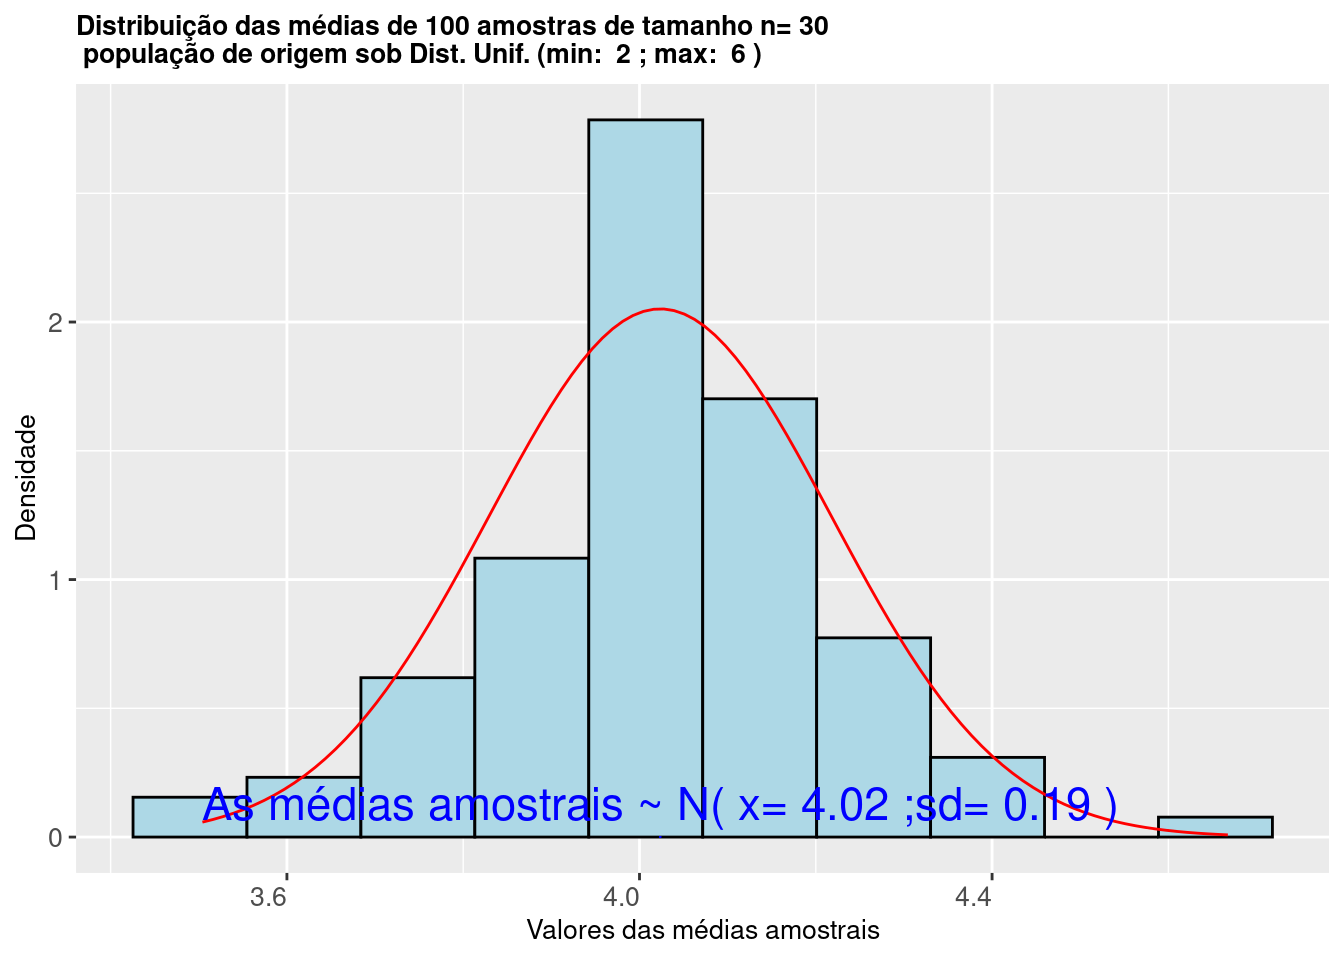 Distribuição das médias de 100 amostras de tamanho n= 30
população de origem sob Dist. Unif. (min:  2 ; max:  6 )
Densidade
2
1
0
As médias amostrais ~ N( x= 4.02 ;sd= 0.19 )
3.6 4.0 4.4
Valores das médias amostrais